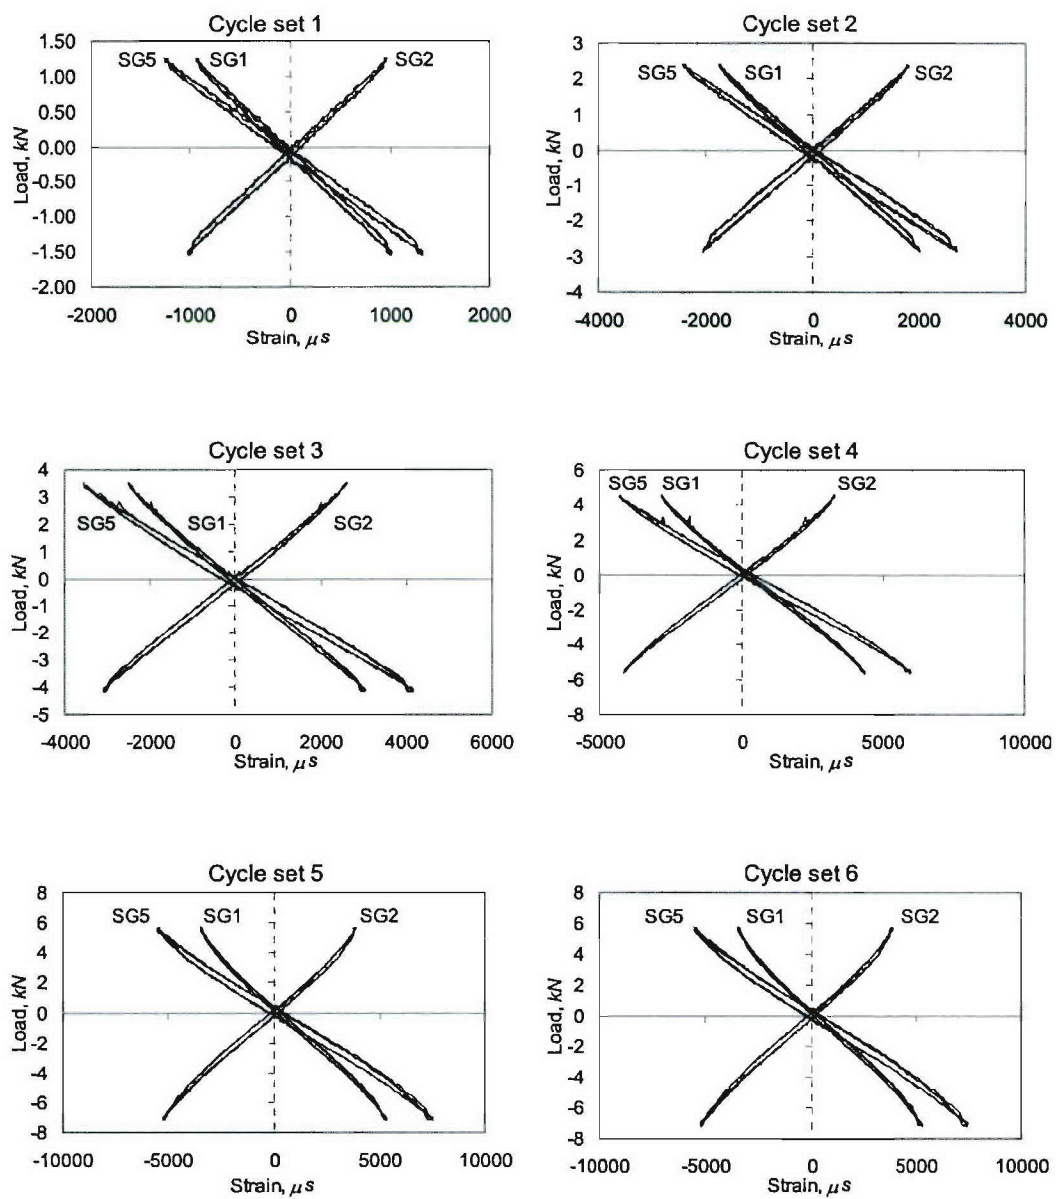 Cycle set 1
1.50
1.00
0.50
0.00
-0.50
-1.00
-1.50
-2.00
Load, kN
SG5 SG1 SG2
-2000 -1000 0 1000 2000
Strain, μs
Cycle set 2
3
2
1
0
-1
-2
-3
-4
Load, kN
SG5 SG1 SG2
-4000 -2000 0 2000 4000
Strain, μs
Cycle set 3
4
3
2
1
0
-1
-2
-3
-4
-5
Load, kN
SG5 SG1 SG2
-4000 -2000 0 2000 4000 6000
Strain, μs
Cycle set 4
6
4
2
0
-2
-4
-6
-8
Load, kN
SG5 SG1 SG2
-5000 0 5000 10000
Strain, μs
Cycle set 5
8
6
4
2
0
-2
-4
-6
-8
Load, kN
SG5 SG1 SG2
-10000 -5000 0 5000 10000
Strain, μs
Cycle set 6
8
6
4
2
0
-2
-4
-6
-8
Load, kN
SG5 SG1 SG2
-10000 -5000 0 5000 10000
Strain, μs